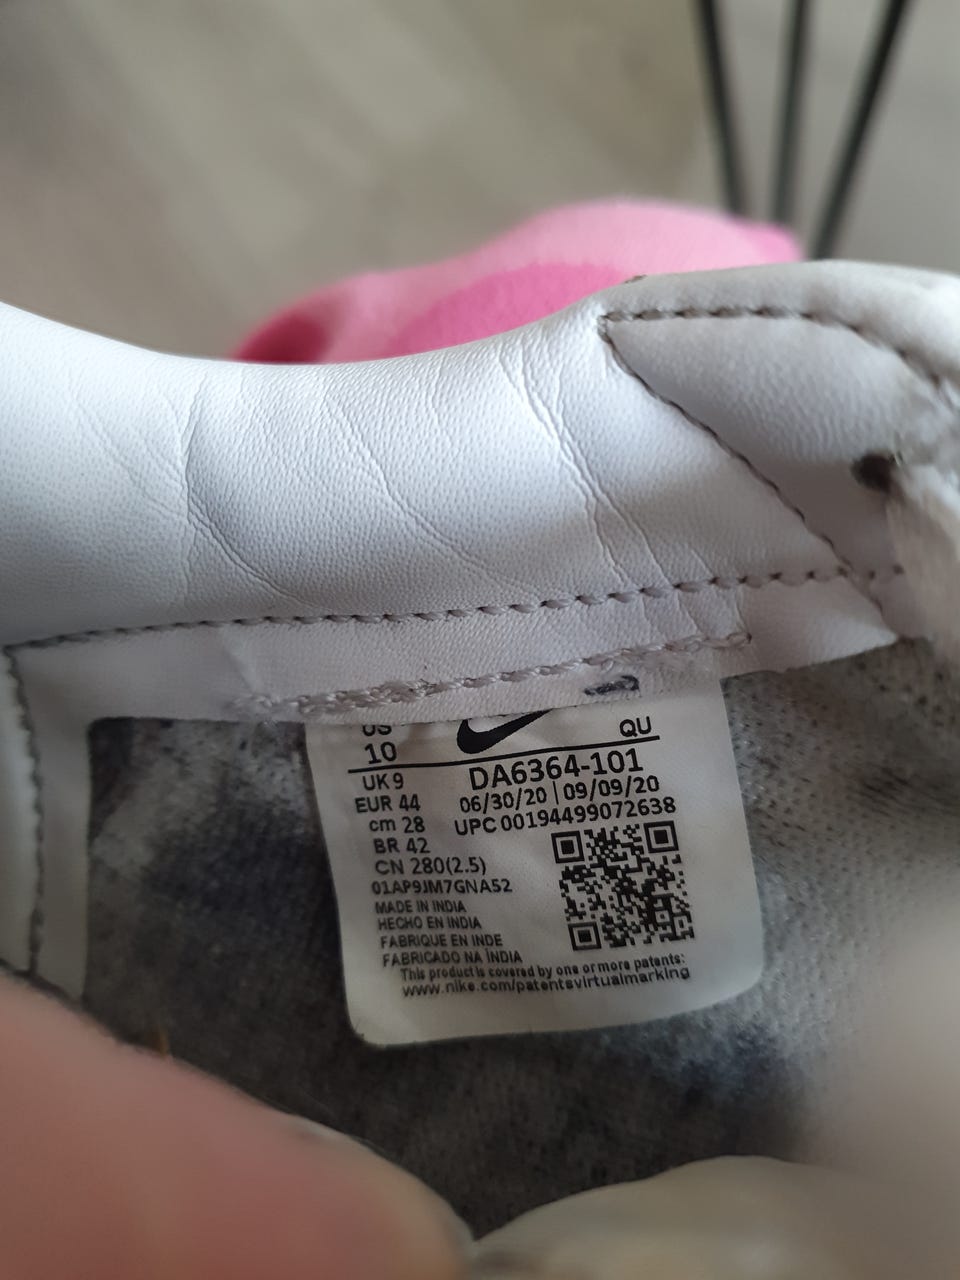 US
10
QU
UK 9
DA6364-101
EUR 44
06/30/20 | 09/09/20
cm 28
UPC 00194499072638
BR 42
CN 280(2.5)
01AP9JM7GNA52
MADE IN INDIA
HECHO EN INDIA
FABRIQUE EN INDE
FABRICADO NA ÍNDIA
This product is covered by one or more patents:
www.nike.com/patentsvirtualmarking